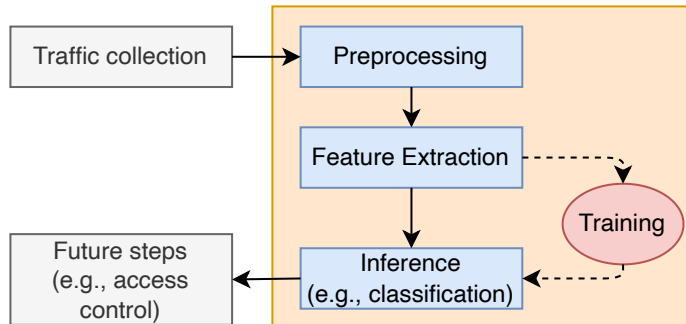 Traffic collection
Preprocessing
Feature Extraction
Training
Future steps
(e.g., access
control)
Inference
(e.g., classification)